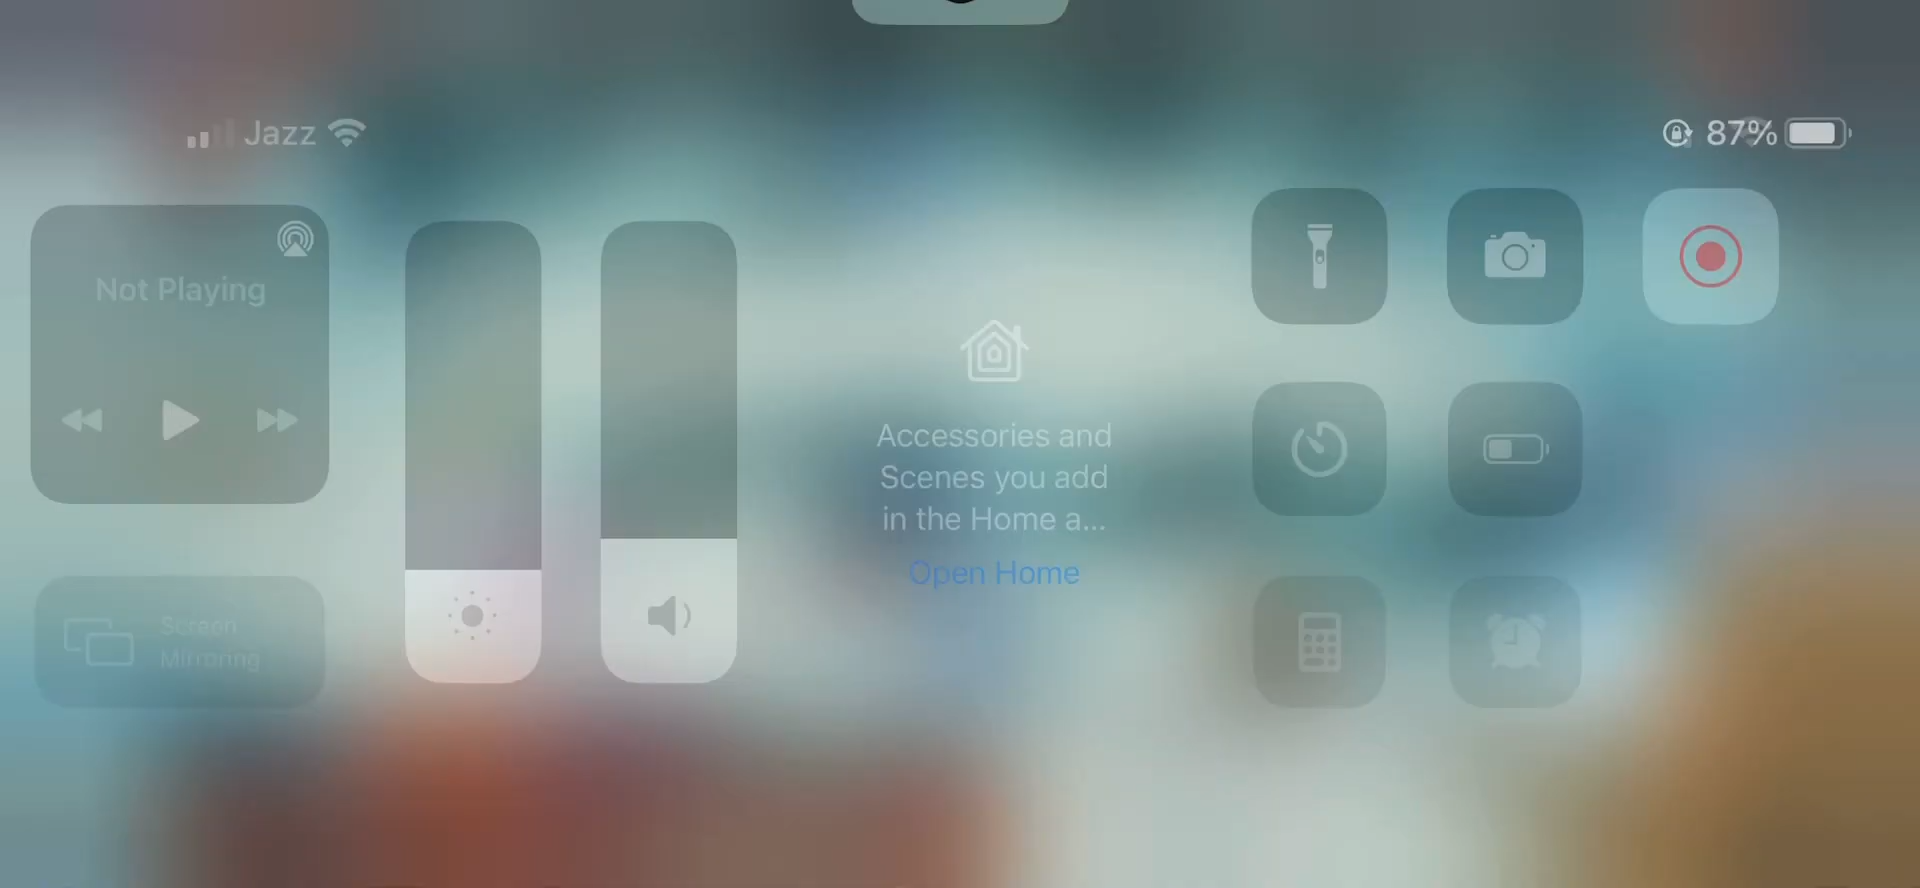 Jazz
87%
Not Playing
Screen
Mirroring
Accessories and
Scenes you add
in the Home a...
Open Home